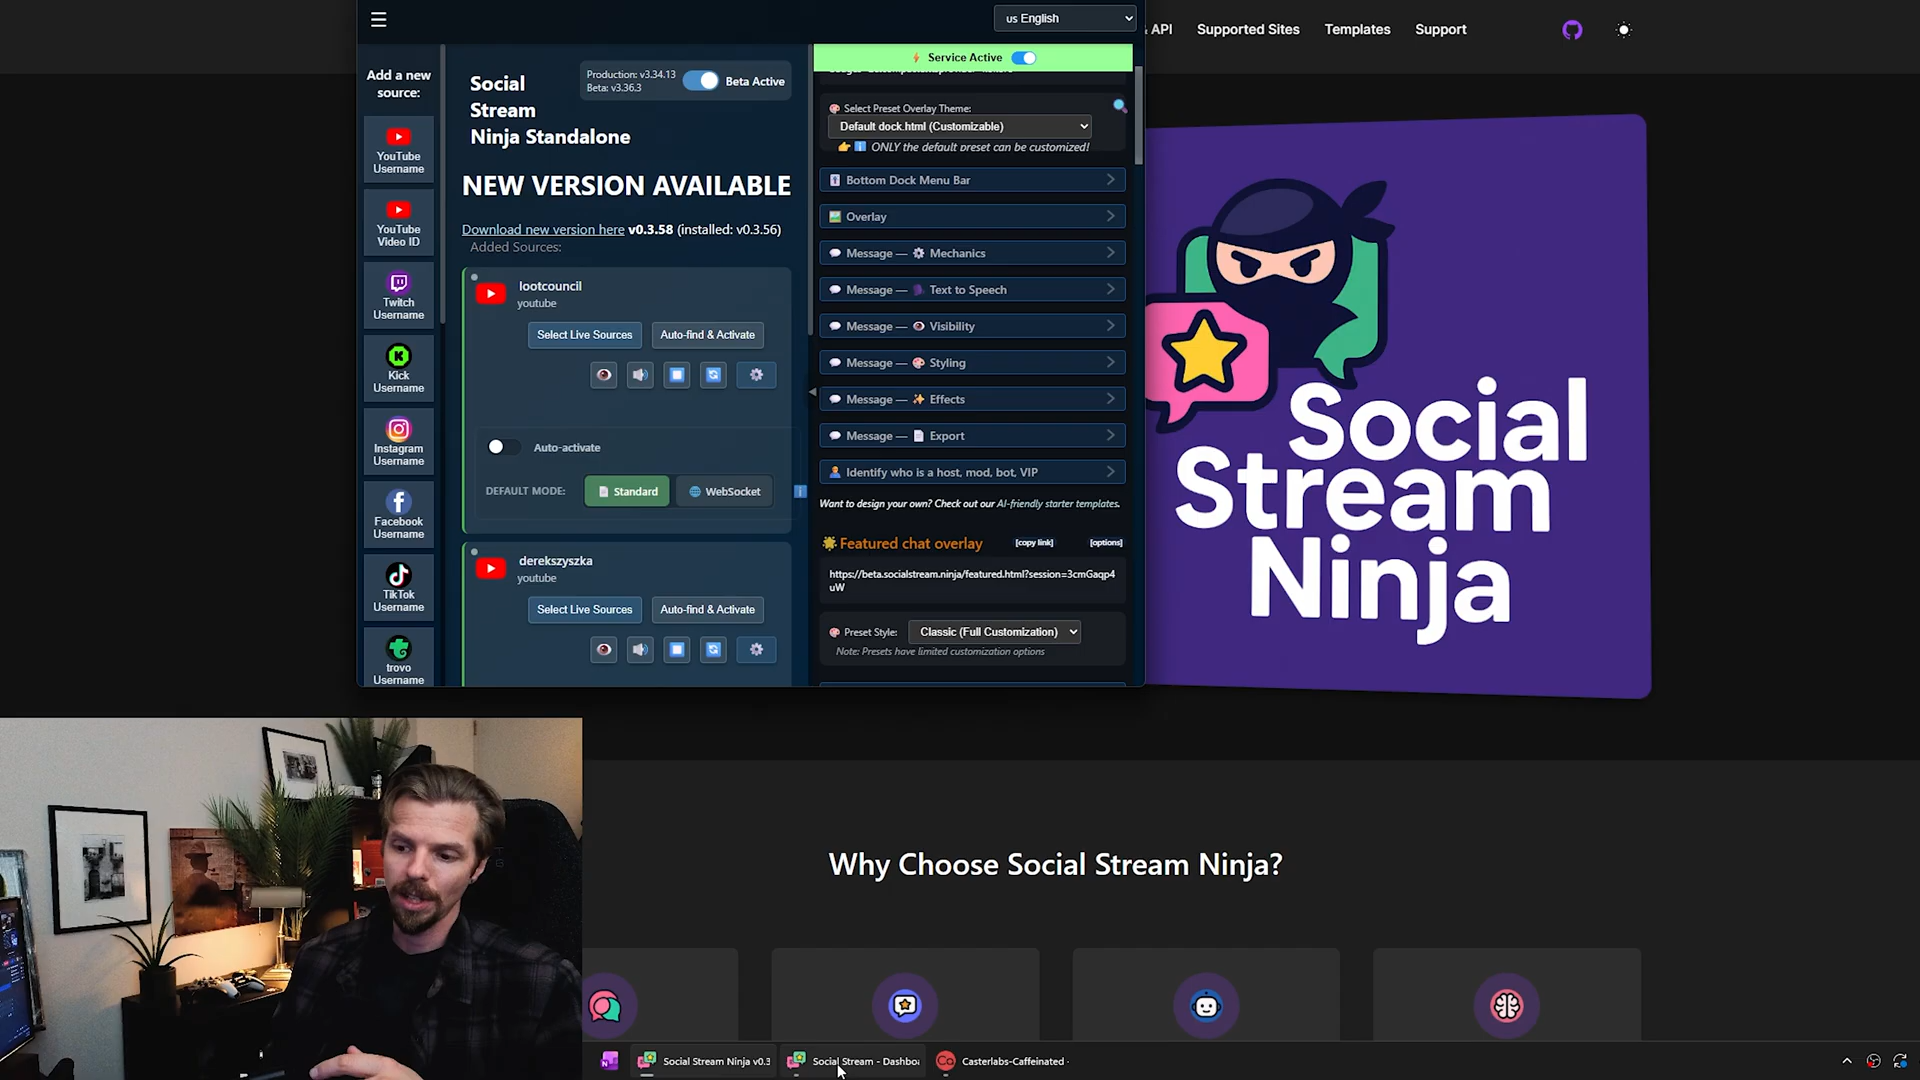 us English
API
Supported Sites
Templates
Support
Add a new
source:
YouTube
Username
YouTube
Video ID
Twitch
Username
Kick
Username
Instagram
Username
Facebook
Username
TikTok
Username
trovo
Username
Social
Stream
Ninja Standalone
Production: v3.34.13
Beta: v3.36.3
Beta Active
NEW VERSION AVAILABLE
Download new version here v0.3.58 (installed: v0.3.56)
Added Sources:
lootcouncil
youtube
Select Live Sources
Auto-find & Activate
Auto-activate
DEFAULT MODE:
Standard
WebSocket
derekszyszka
youtube
Select Live Sources
Auto-find & Activate
Service Active
Select Preset Overlay Theme:
Default dock.html (Customizable)
ONLY the default preset can be customized!
Bottom Dock Menu Bar
Overlay
Message — Mechanics
Message — Text to Speech
Message — Visibility
Message — Styling
Message — Effects
Message — Export
Identify who is a host, mod, bot, VIP
Want to design your own? Check out our AI-friendly starter templates.
Featured chat overlay
[copy link]
[options]
https://beta.socialstream.ninja/featured.html?session=3cmGaqp4
uW
Preset Style:
Classic (Full Customization)
Note: Presets have limited customization options
Social
Stream
Ninja
Why Choose Social Stream Ninja?
Social Stream Ninja v0.3
Social Stream - Dashbo
Casterlabs-Caffeinated